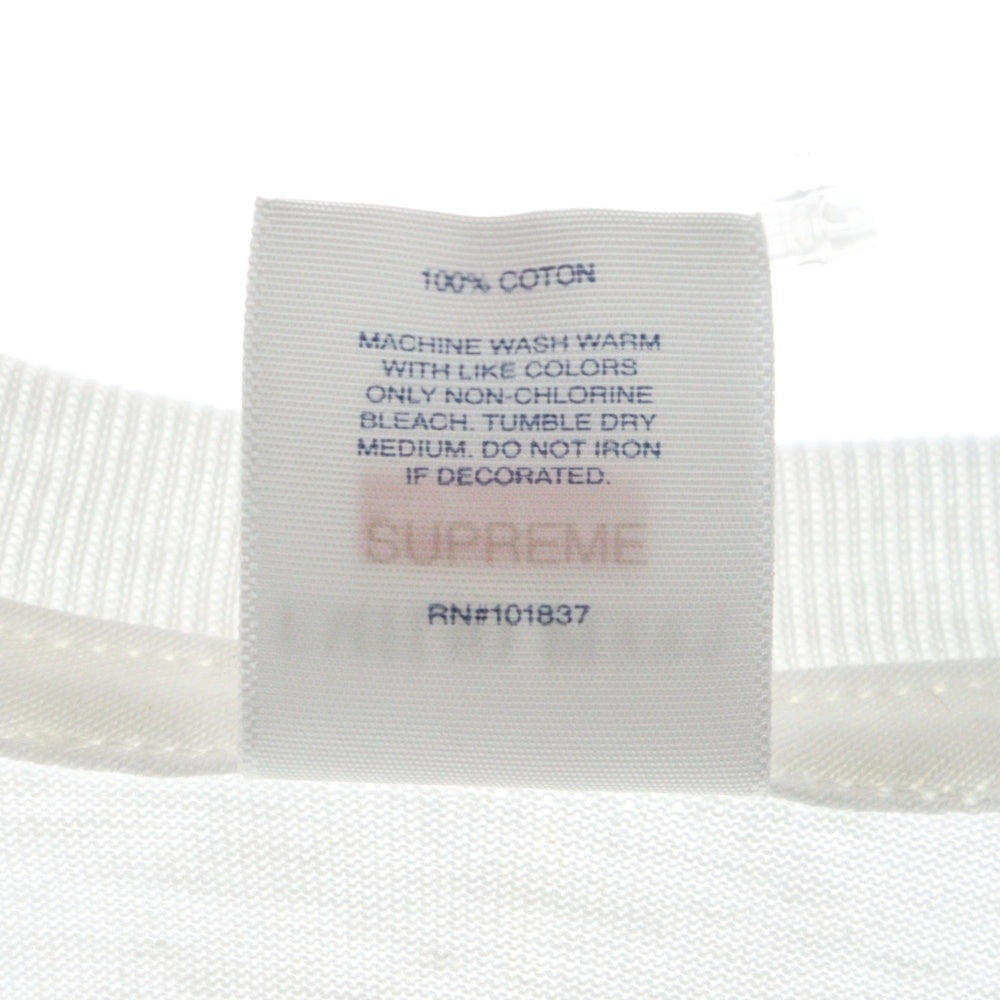 100% COTON
MACHINE WASH WARM
WITH LIKE COLORS
ONLY NON-CHLORINE
BLEACH. TUMBLE DRY
MEDIUM. DO NOT IRON
IF DECORATED.
SUPREME
RN#101837